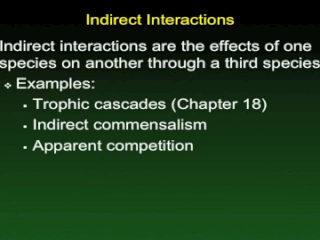 Indirect Interactions
Indirect interactions are the effects of one
species on another through a third species
❖ Examples:
▪ Trophic cascades (Chapter 18)
▪ Indirect commensalism
▪ Apparent competition